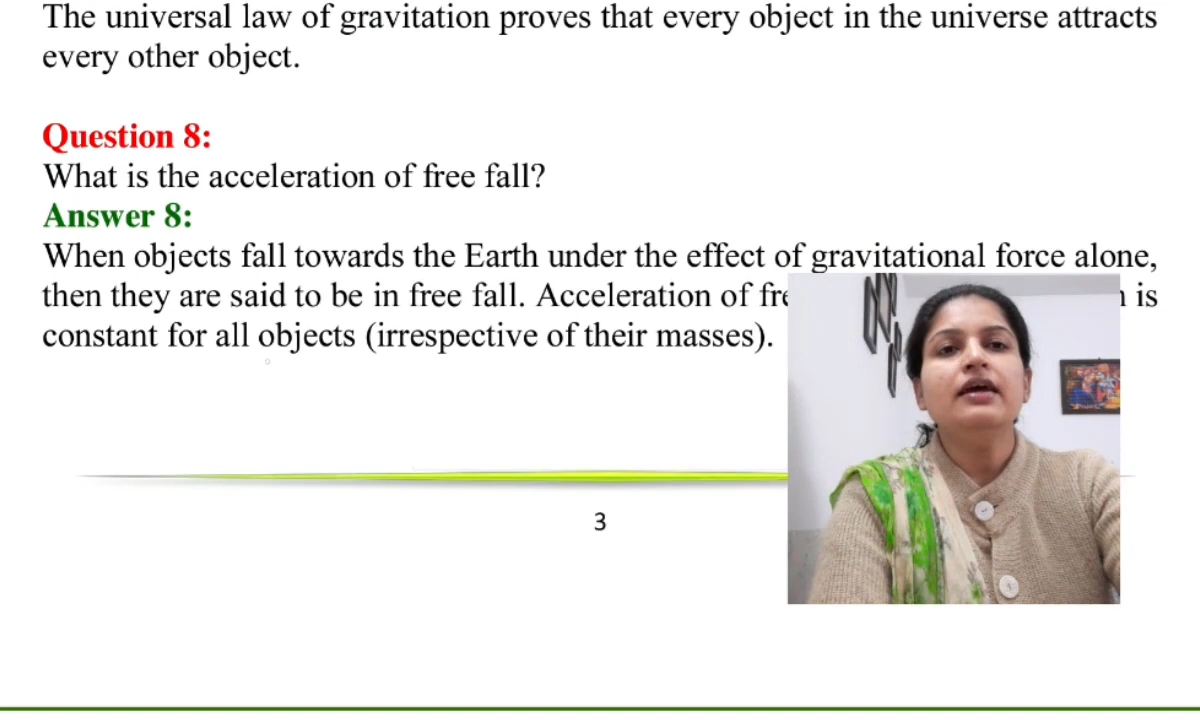 The universal law of gravitation proves that every object in the universe attracts
every other object.
Question 8:
What is the acceleration of free fall?
Answer 8:
When objects fall towards the Earth under the effect of gravitational force alone,
then they are said to be in free fall. Acceleration of is
constant for all objects (irrespective of their masses).
3